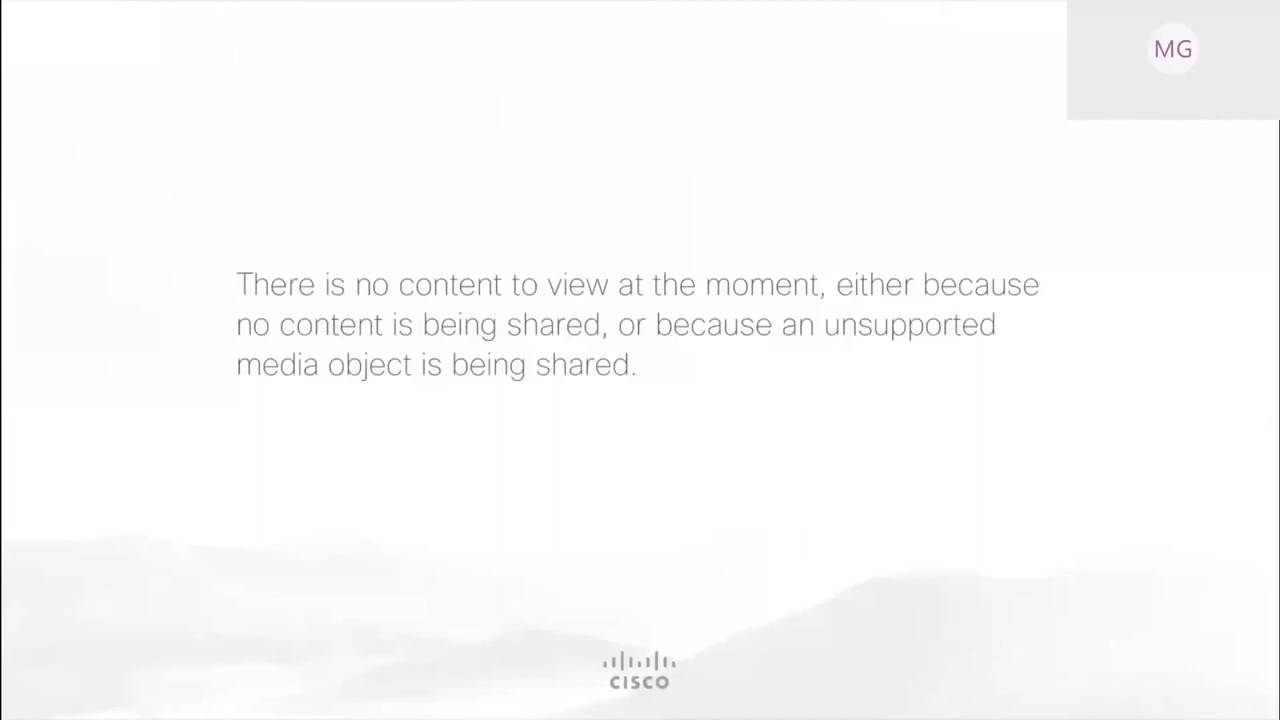 MG
There is no content to view at the moment, either because
no content is being shared, or because an unsupported
media object is being shared.
CISCO